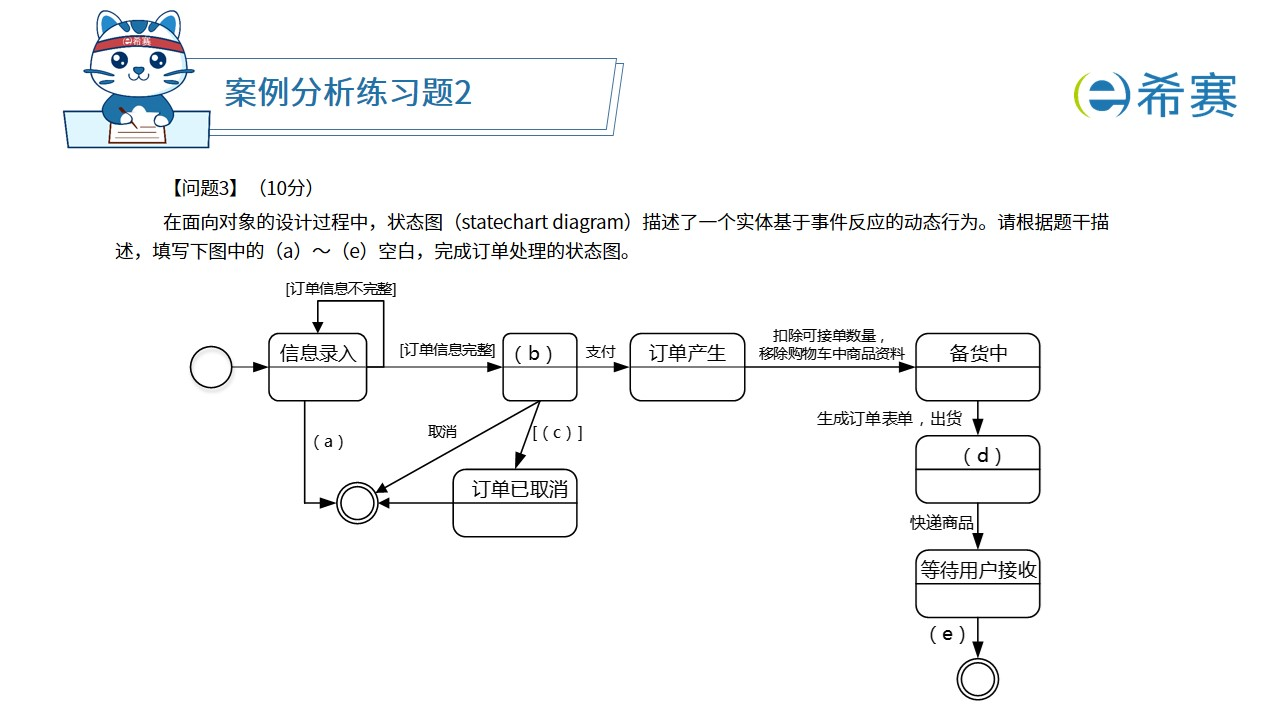 希赛
案例分析练习题2
希赛
【问题3】（10分）
在面向对象的设计过程中，状态图（statechart diagram）描述了一个实体基于事件反应的动态行为。请根据题干描
述，填写下图中的（a）～（e）空白，完成订单处理的状态图。
[订单信息不完整]
信息录入
[订单信息完整]
（b）
支付
订单产生
扣除可接单数量，
移除购物车中商品资料
备货中
（a）
取消
[（c）]
订单已取消
生成订单表单，出货
（d）
快递商品
等待用户接收
（e）